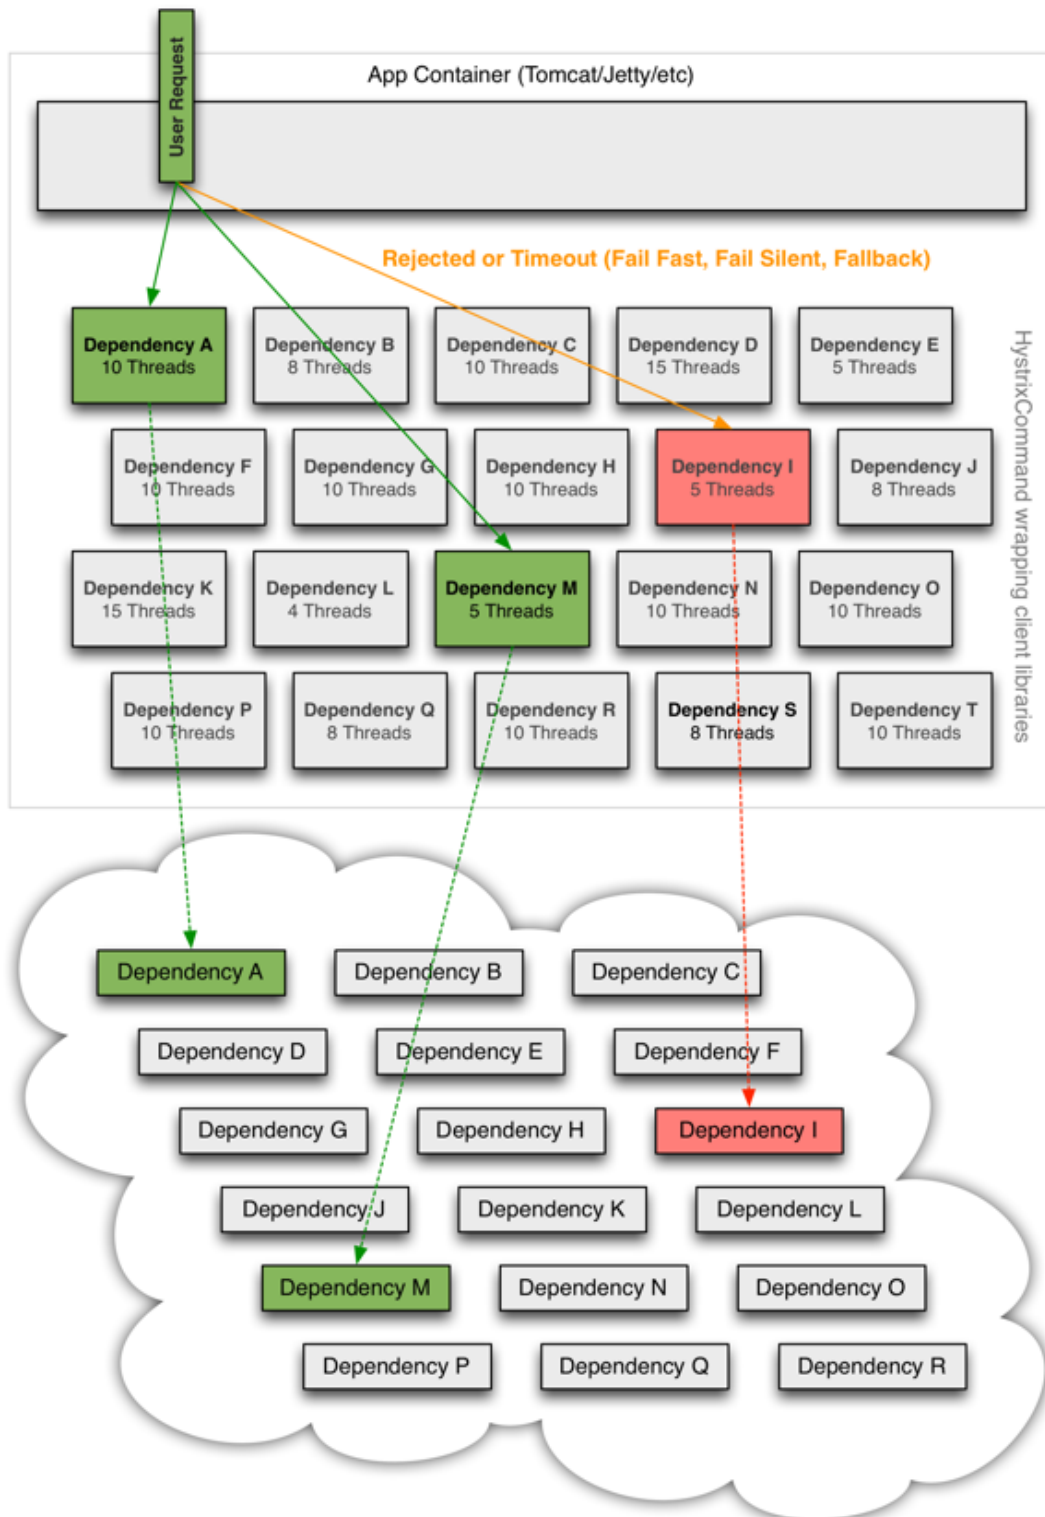 User Request
App Container (Tomcat/Jetty/etc)
Rejected or Timeout (Fail Fast, Fail Silent, Fallback)
Dependency A
10 Threads
Dependency B
8 Threads
Dependency C
10 Threads
Dependency D
15 Threads
Dependency E
5 Threads
Dependency F
10 Threads
Dependency G
10 Threads
Dependency H
10 Threads
Dependency I
5 Threads
Dependency J
8 Threads
Dependency K
15 Threads
Dependency L
4 Threads
Dependency M
5 Threads
Dependency N
10 Threads
Dependency O
10 Threads
Dependency P
10 Threads
Dependency Q
8 Threads
Dependency R
10 Threads
Dependency S
8 Threads
Dependency T
10 Threads
HystrixCommand wrapping client libraries
Dependency A
Dependency B
Dependency C
Dependency D
Dependency E
Dependency F
Dependency G
Dependency H
Dependency I
Dependency J
Dependency K
Dependency L
Dependency M
Dependency N
Dependency O
Dependency P
Dependency Q
Dependency R